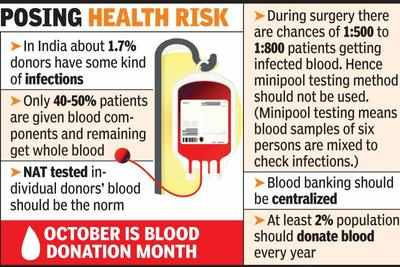 POSING HEALTH RISK
➤ In India about 1.7%
donors have some kind
of infections
➤ Only 40-50% patients
are given blood com-
ponents and remaining
get whole blood
➤ NAT tested in-
dividual donors' blood
should be the norm
OCTOBER IS BLOOD
DONATION MONTH
➤ During surgery there
are chances of 1:500 to
1:800 patients getting
infected blood. Hence
minipool testing method
should not be used.
(Minipool testing means
blood samples of six
persons are mixed to
check infections.)
➤ Blood banking should
be centralized
➤ At least 2% population
should donate blood
every year